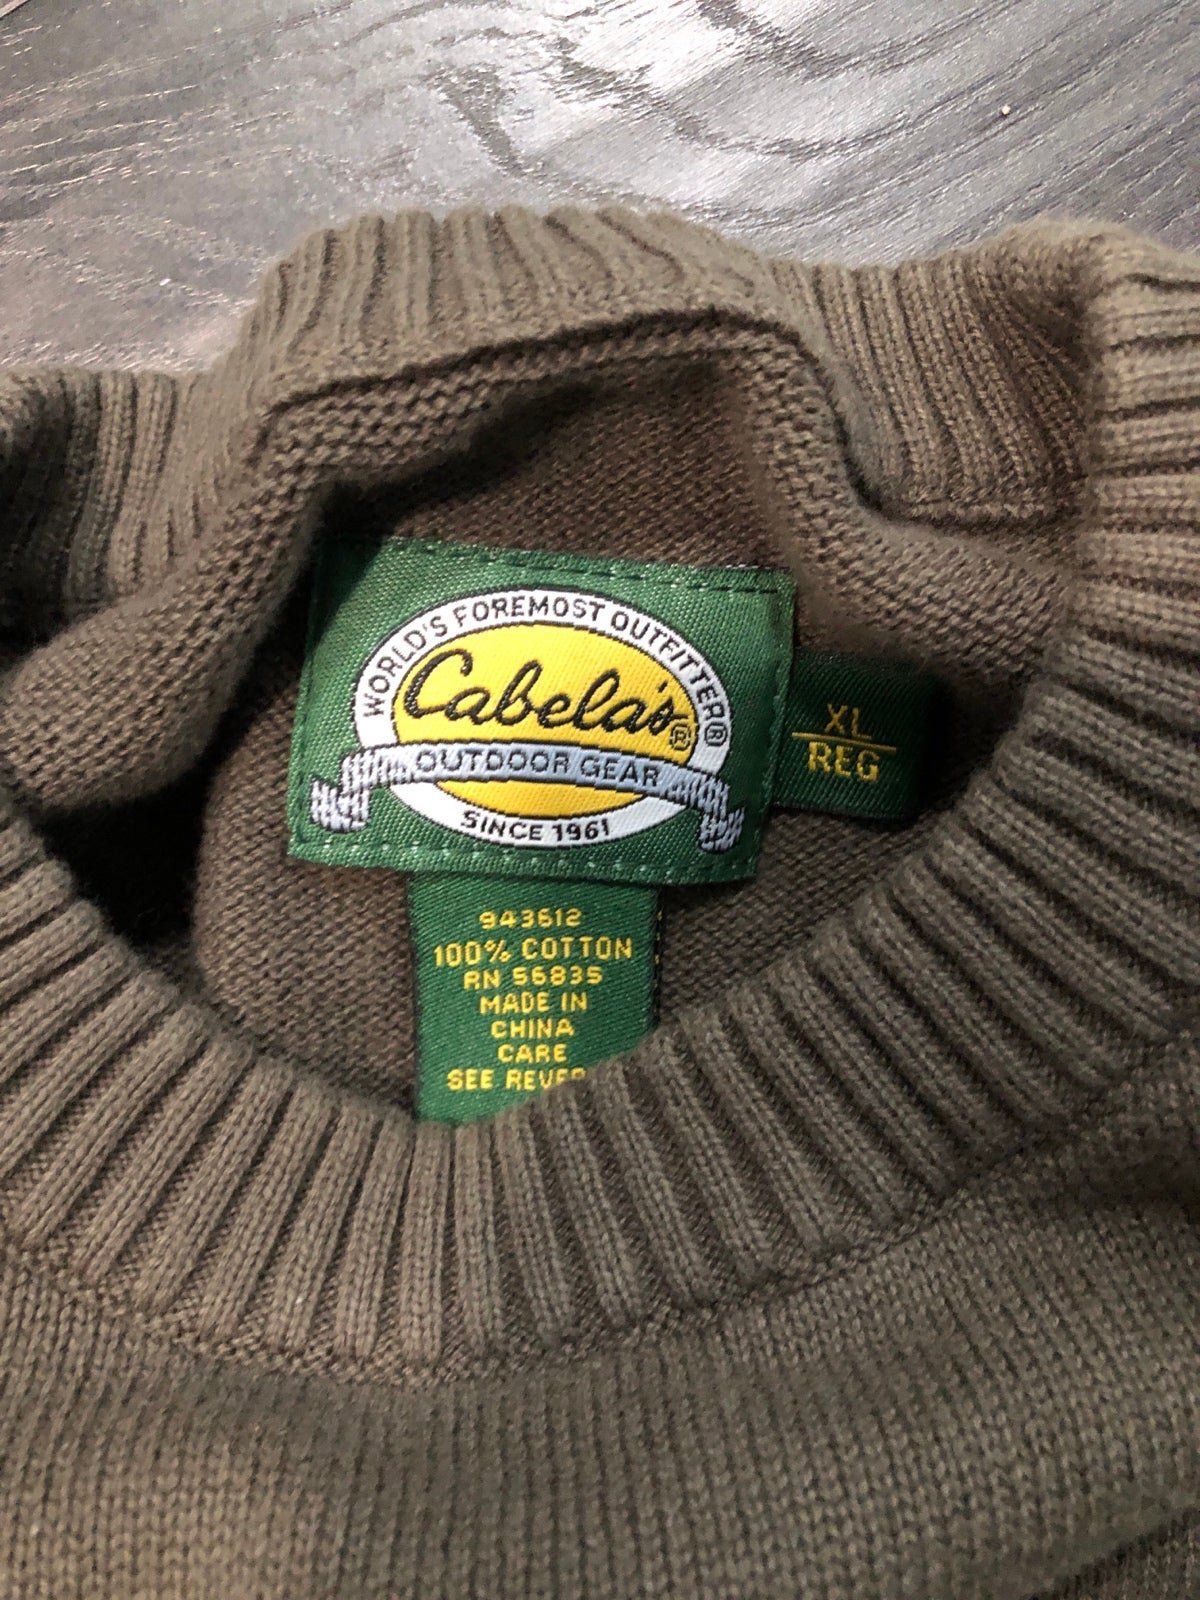 WORLD'S FOREMOST OUTFITTER®
Cabela's®
OUTDOOR GEAR
SINCE 1961
XL
REG
943612
100% COTTON
RN 56835
MADE IN
CHINA
CARE
SEE